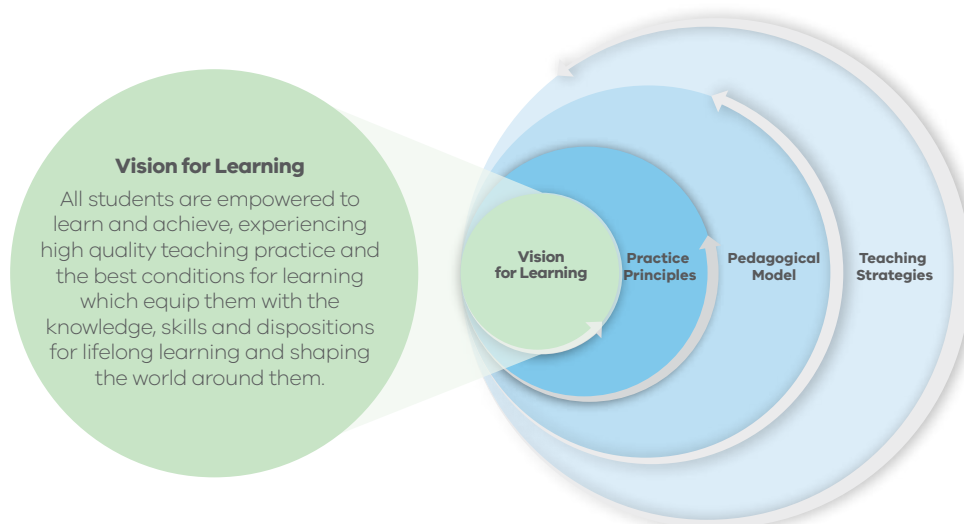 Vision for Learning
All students are empowered to
learn and achieve, experiencing
high quality teaching practice and
the best conditions for learning
which equip them with the
knowledge, skills and dispositions
for lifelong learning and shaping
the world around them.
Vision
for Learning
Practice
Principles
Pedagogical
Model
Teaching
Strategies